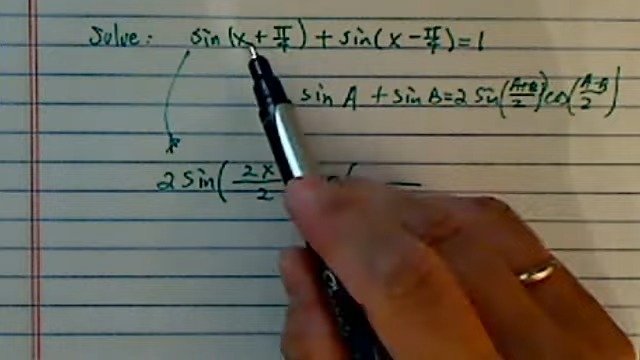 Solve: sin(x + π/4) + sin(x - π/4) = 1
sin A + sin B = 2 sin((A+B)/2) cos((A-B)/2)
2 sin( 2x/2 (